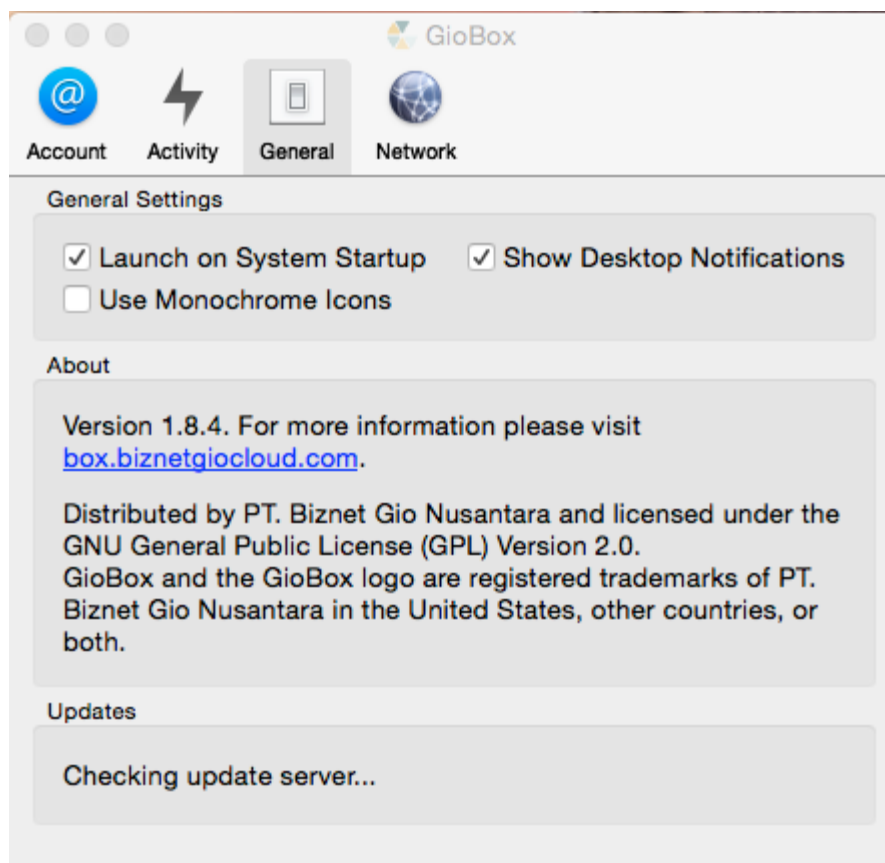 GioBox
@
Account Activity General Network
General Settings
Launch on System Startup Show Desktop Notifications
Use Monochrome Icons
About
Version 1.8.4. For more information please visit
box.biznetgiocloud.com.
Distributed by PT. Biznet Gio Nusantara and licensed under the
GNU General Public License (GPL) Version 2.0.
GioBox and the GioBox logo are registered trademarks of PT.
Biznet Gio Nusantara in the United States, other countries, or
both.
Updates
Checking update server...